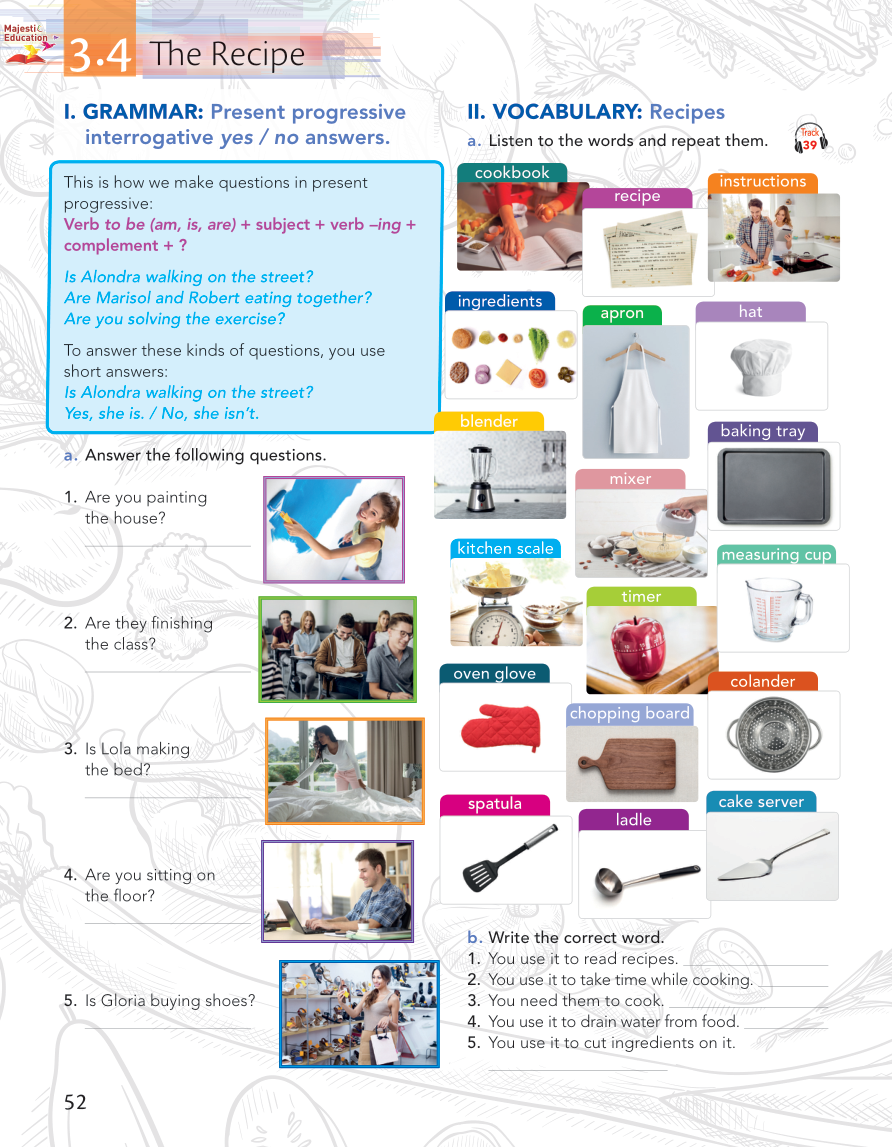 Majestic
Education
3.4 The Recipe
I. GRAMMAR: Present progressive
interrogative yes / no answers.
This is how we make questions in present
progressive:
Verb to be (am, is, are) + subject + verb –ing +
complement + ?
Is Alondra walking on the street?
Are Marisol and Robert eating together?
Are you solving the exercise?
To answer these kinds of questions, you use
short answers:
Is Alondra walking on the street?
Yes, she is. / No, she isn’t.
a. Answer the following questions.
1. Are you painting
the house?
2. Are they finishing
the class?
3. Is Lola making
the bed?
4. Are you sitting on
the floor?
5. Is Gloria buying shoes?
52
II. VOCABULARY: Recipes
a. Listen to the words and repeat them.
Track
39
cookbook
recipe
instructions
ingredients
apron
hat
blender
baking tray
mixer
kitchen scale
measuring cup
timer
oven glove
colander
chopping board
spatula
ladle
cake server
b. Write the correct word.
1. You use it to read recipes.
2. You use it to take time while cooking.
3. You need them to cook.
4. You use it to drain water from food.
5. You use it to cut ingredients on it.